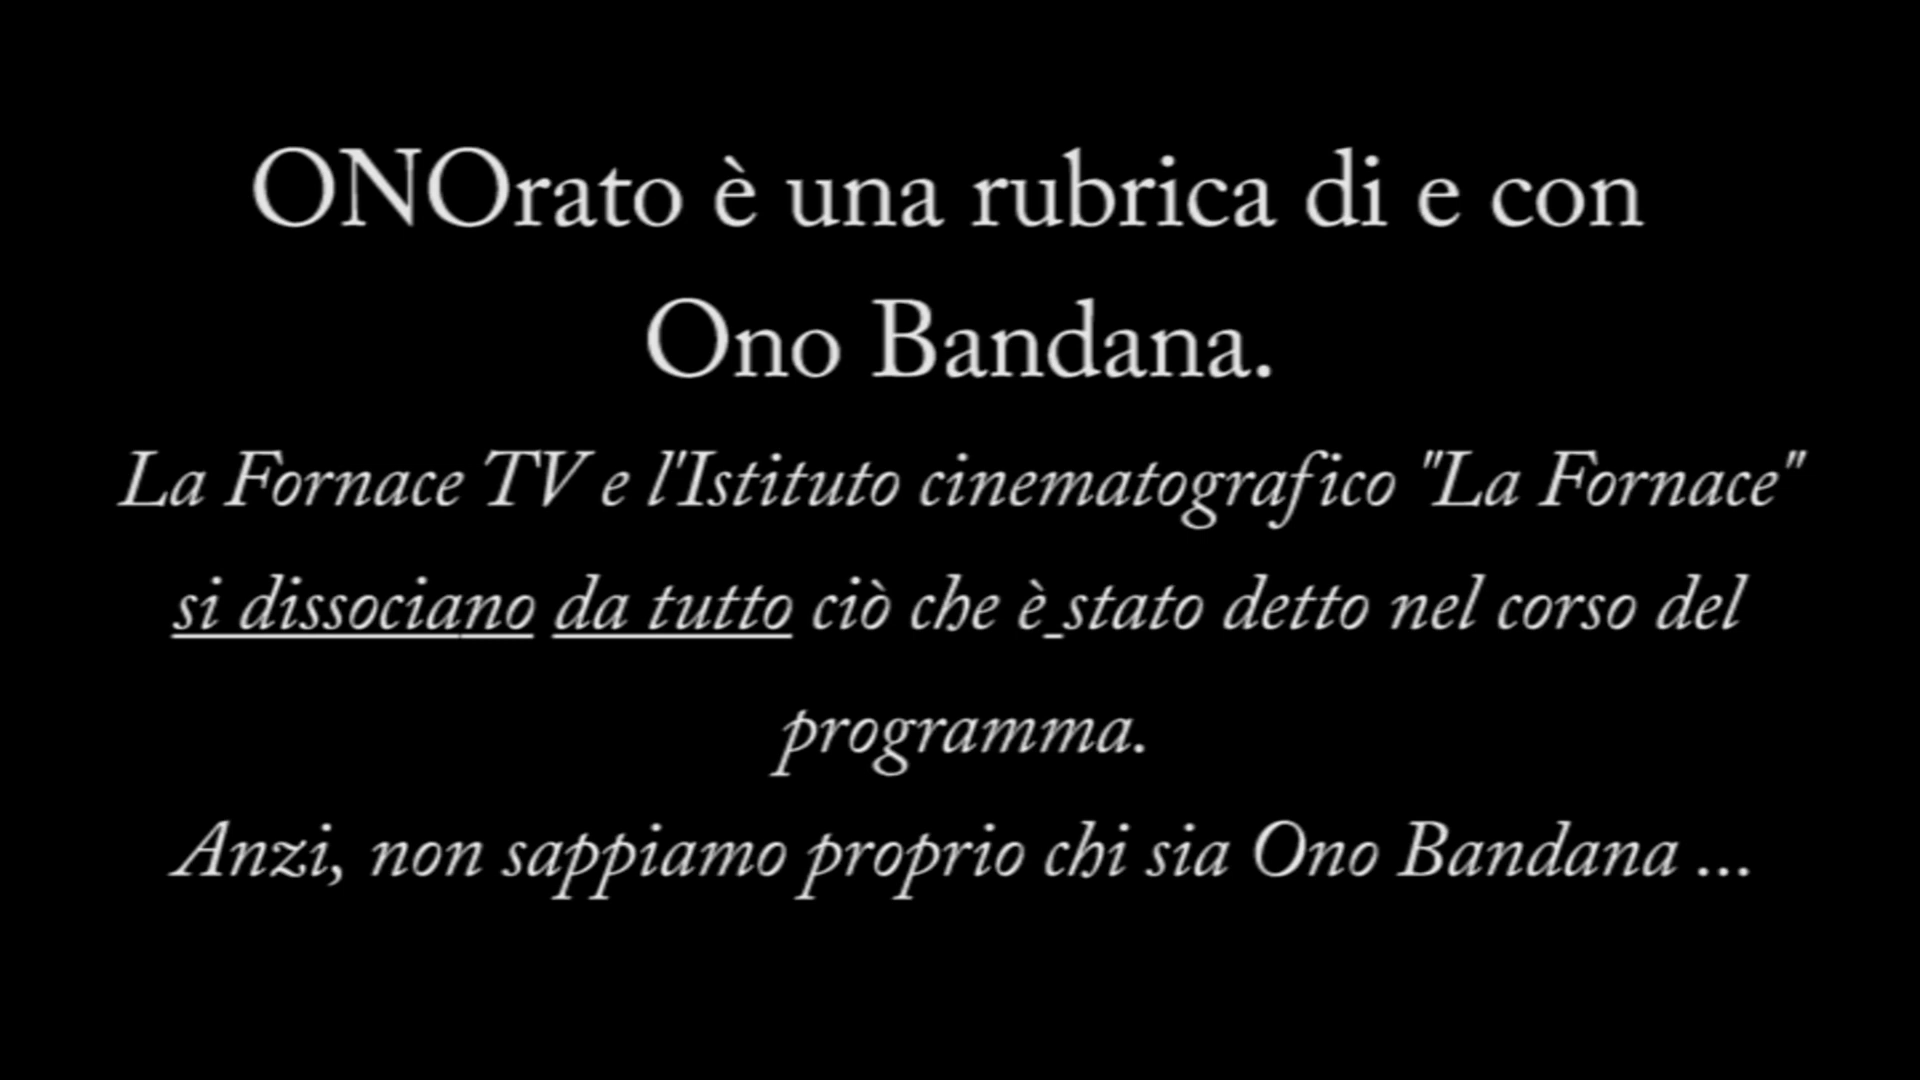 ONOrato è una rubrica di e con
Ono Bandana.
La Fornace TV e l'Istituto cinematografico "La Fornace"
si dissociano da tutto ciò che è stato detto nel corso del
programma.
Anzi, non sappiamo proprio chi sia Ono Bandana ...